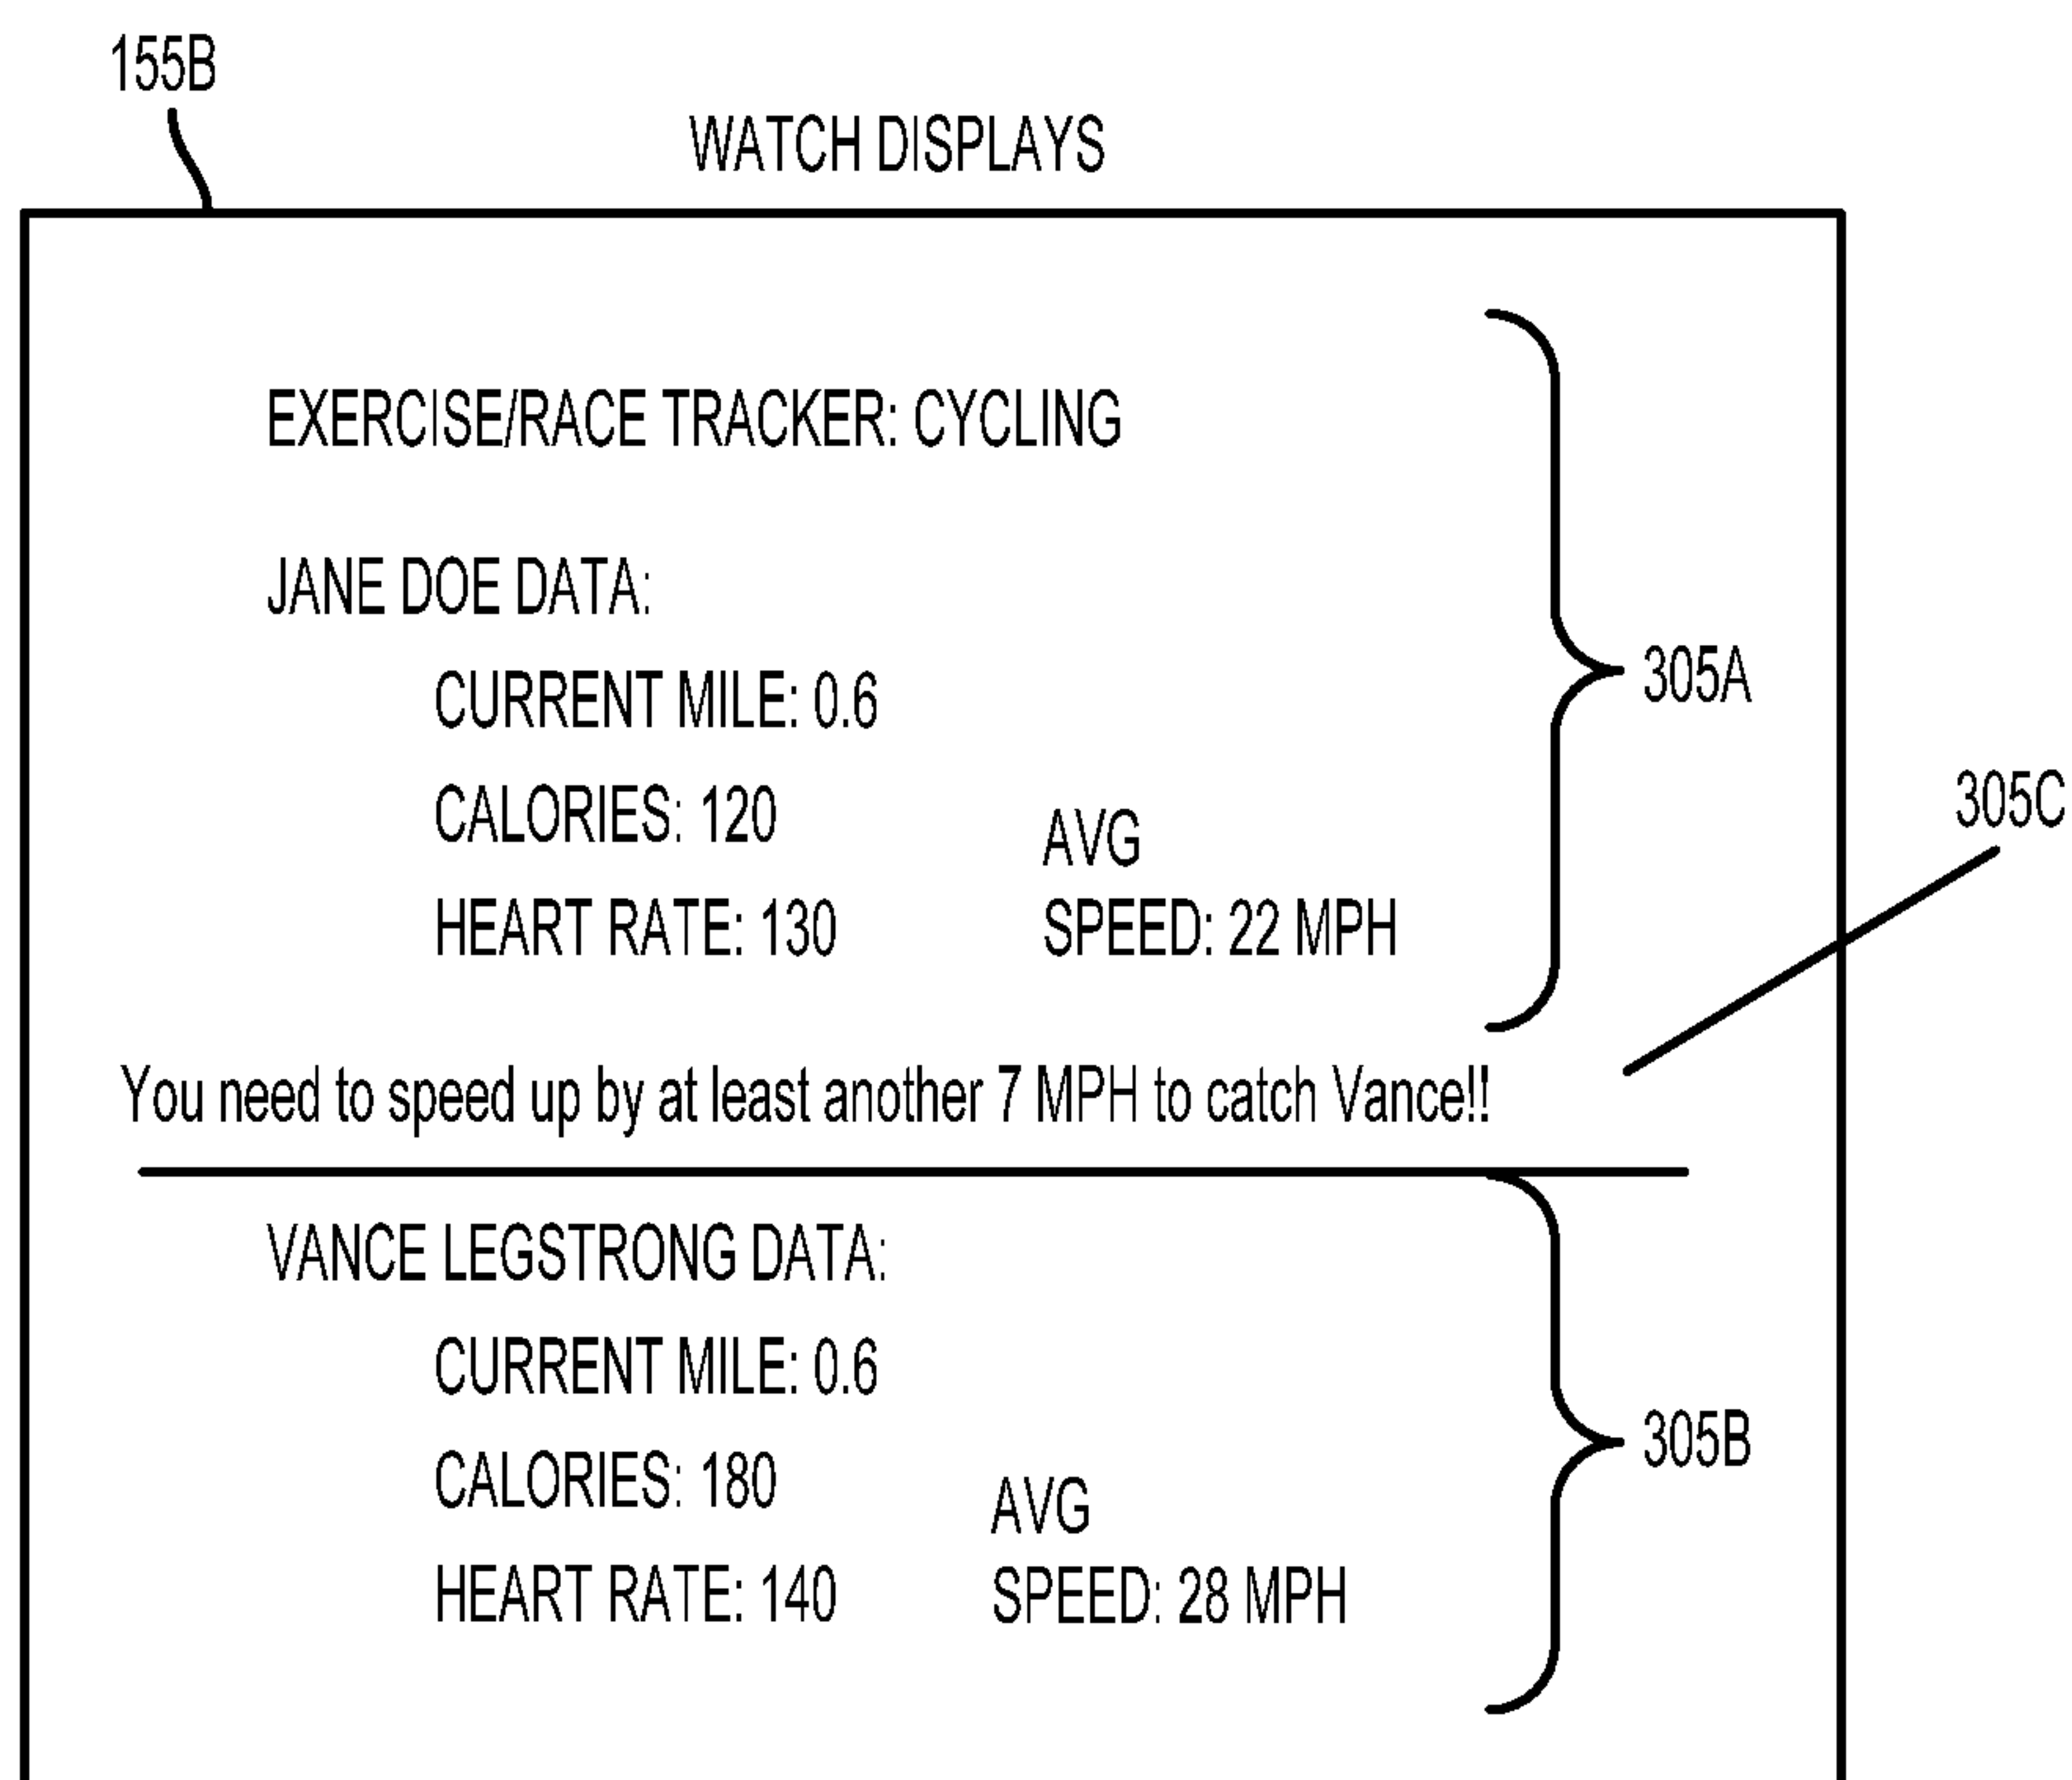 155B
WATCH DISPLAYS
EXERCISE/RACE TRACKER: CYCLING
JANE DOE DATA:
CURRENT MILE: 0.6
305A
CALORIES: 120
AVG
305C
HEART RATE: 130
SPEED: 22 MPH
You need to speed up by at least another 7 MPH to catch Vance!!
VANCE LEGSTRONG DATA:
CURRENT MILE: 0.6
305B
CALORIES: 180
AVG
HEART RATE: 140
SPEED: 28 MPH